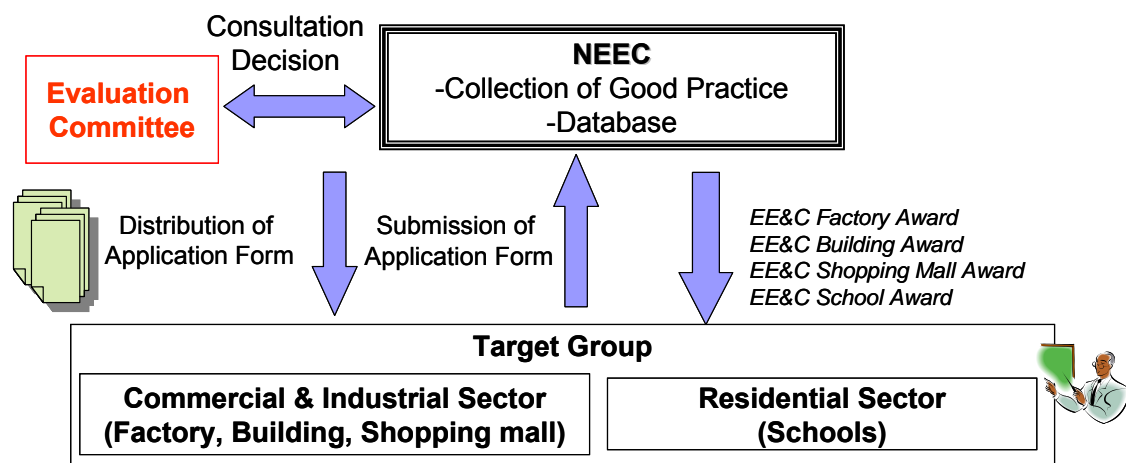 Consultation
Decision
Evaluation
Committee
NEEC
-Collection of Good Practice
-Database
Distribution of
Application Form
Submission of
Application Form
EE&C Factory Award
EE&C Building Award
EE&C Shopping Mall Award
EE&C School Award
Target Group
Commercial & Industrial Sector
(Factory, Building, Shopping mall)
Residential Sector
(Schools)